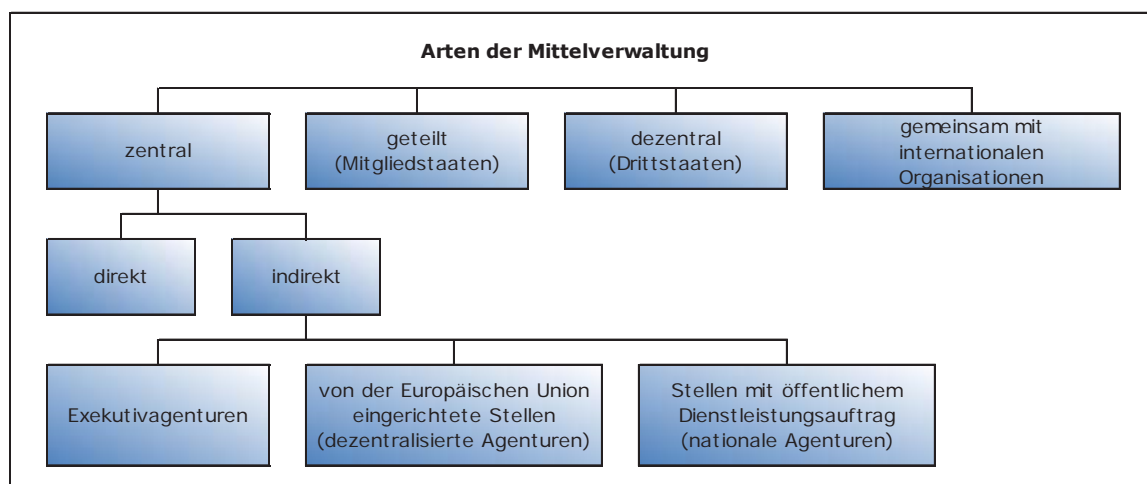 Arten der Mittelverwaltung
zentral
geteilt
(Mitgliedstaaten)
dezentral
(Drittstaaten)
gemeinsam mit
internationalen
Organisationen
direkt
indirekt
Exekutivagenturen
von der Europäischen Union
eingerichtete Stellen
(dezentralisierte Agenturen)
Stellen mit öffentlichem
Dienstleistungsauftrag
(nationale Agenturen)